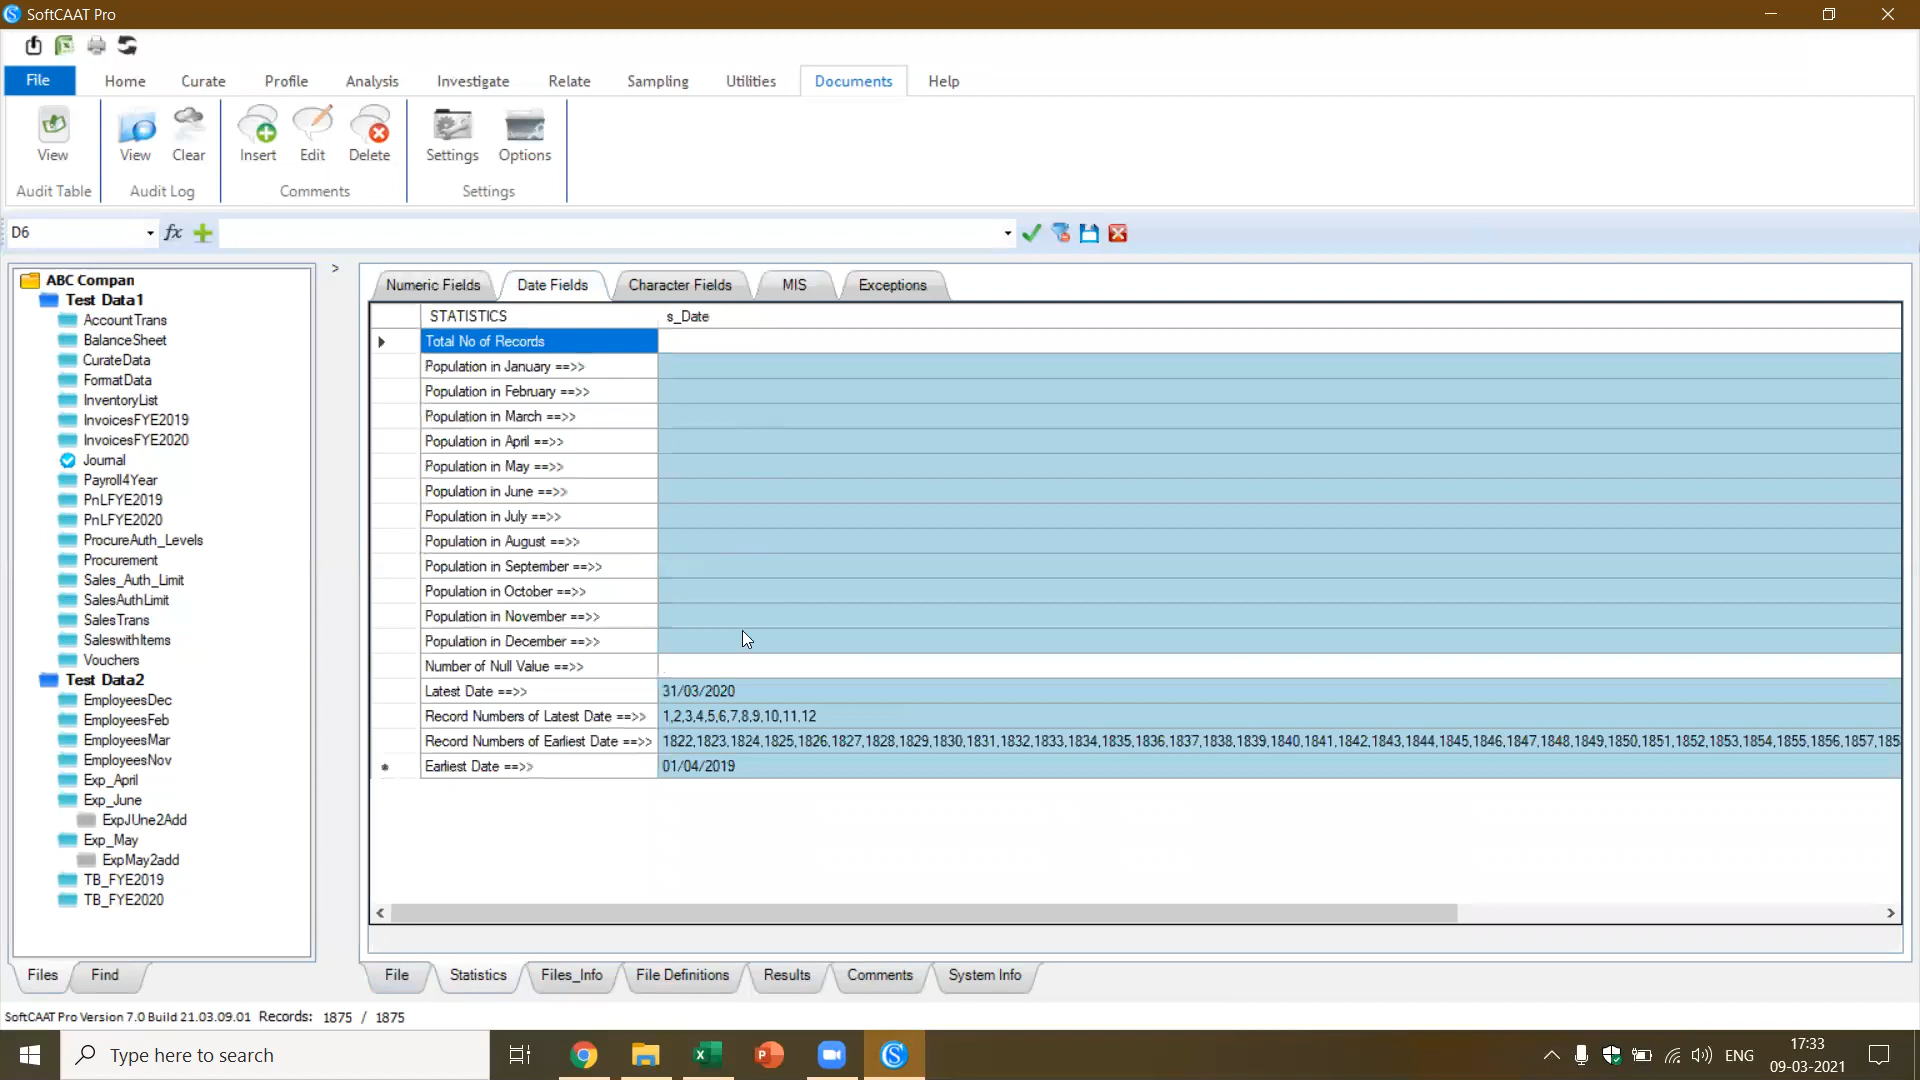 SoftCAAT Pro
File Home Curate Profile Analysis Investigate Relate Sampling Utilities Documents Help
View View Clear Insert Edit Delete Settings Options
Audit Table Audit Log Comments Settings
D6 fx
ABC Compan
Test Data1
AccountTrans
BalanceSheet
CurateData
FormatData
InventoryList
InvoicesFYE2019
InvoicesFYE2020
Journal
Payroll4Year
PnLFYE2019
PnLFYE2020
ProcureAuth_Levels
Procurement
Sales_Auth_Limit
SalesAuthLimit
SalesTrans
SaleswithItems
Vouchers
Test Data2
EmployeesDec
EmployeesFeb
EmployeesMar
EmployeesNov
Exp_April
Exp_June
ExpJUne2Add
Exp_May
ExpMay2add
TB_FYE2019
TB_FYE2020
Files Find
Numeric Fields Date Fields Character Fields MIS Exceptions
STATISTICS s_Date
Total No of Records
Population in January ==>>
Population in February ==>>
Population in March ==>>
Population in April ==>>
Population in May ==>>
Population in June ==>>
Population in July ==>>
Population in August ==>>
Population in September ==>>
Population in October ==>>
Population in November ==>>
Population in December ==>>
Number of Null Value ==>>
Latest Date ==>> 31/03/2020
Record Numbers of Latest Date ==>> 1,2,3,4,5,6,7,8,9,10,11,12
Record Numbers of Earliest Date ==>> 1822,1823,1824,1825,1826,1827,1828,1829,1830,1831,1832,1833,1834,1835,1836,1837,1838,1839,1840,1841,1842,1843,1844,1845,1846,1847,1848,1849,1850,1851,1852,1853,1854,1855,1856,1857,185
Earliest Date ==>> 01/04/2019
File Statistics Files_Info File Definitions Results Comments System Info
SoftCAAT Pro Version 7.0 Build 21.03.09.01 Records: 1875 / 1875
Type here to search
ENG
17:33
09-03-2021